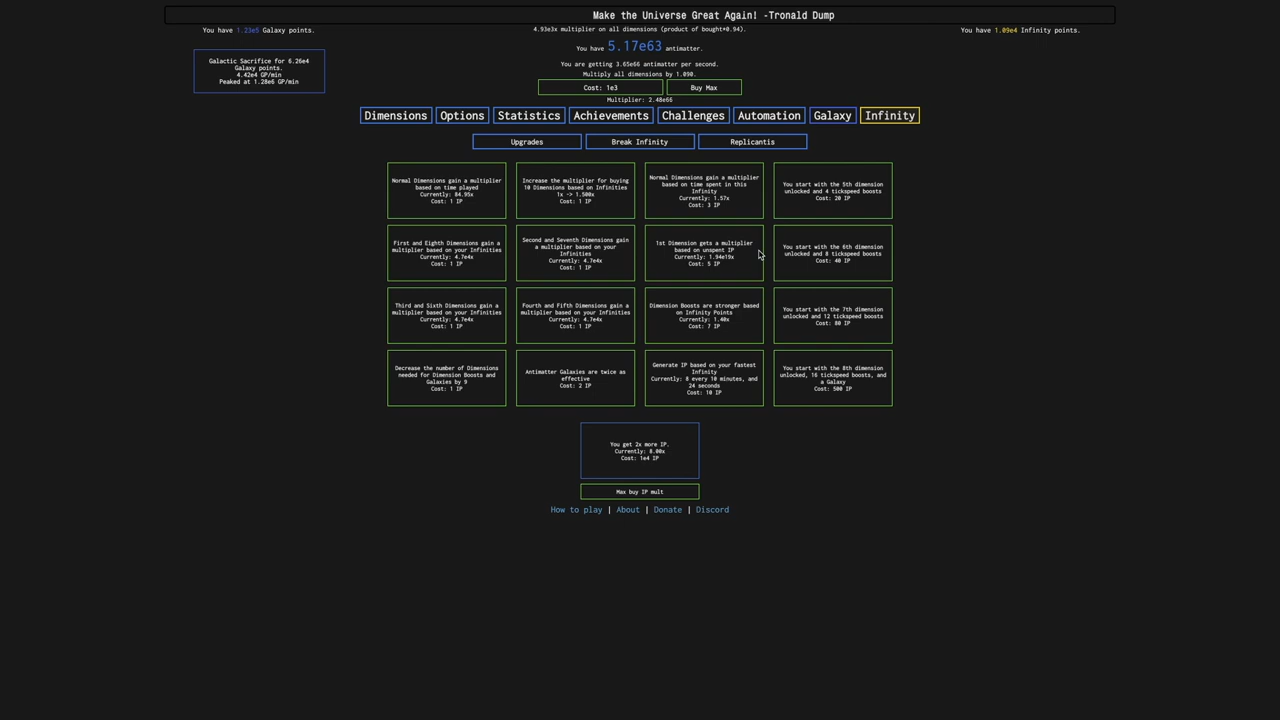 Make the Universe Great Again! -Tronald Dump
You have 1.23e5 Galaxy points.
4.93e3x multiplier on all dimensions (product of bought*0.94).
You have 1.09e4 Infinity points.
You have 5.17e63 antimatter.
Galactic Sacrifice for 6.26e4
Galaxy points.
4.42e4 GP/min
Peaked at 1.28e6 GP/min
You are getting 3.65e66 antimatter per second.
Multiply all dimensions by 1.090.
Cost: 1e3
Buy Max
Multiplier: 2.48e66
Dimensions
Options
Statistics
Achievements
Challenges
Automation
Galaxy
Infinity
Upgrades
Break Infinity
Replicantis
Normal Dimensions gain a multiplier
based on time played
Currently: 84.95x
Cost: 1 IP
Increase the multiplier for buying
10 Dimensions based on Infinities
1x -> 1.500x
Cost: 1 IP
Normal Dimensions gain a multiplier
based on time spent in this
Infinity
Currently: 1.57x
Cost: 3 IP
You start with the 5th dimension
unlocked and 4 tickspeed boosts
Cost: 20 IP
First and Eighth Dimensions gain a
multiplier based on your Infinities
Currently: 4.7e4x
Cost: 1 IP
Second and Seventh Dimensions gain
a multiplier based on your
Infinities
Currently: 4.7e4x
Cost: 1 IP
1st Dimension gets a multiplier
based on unspent IP
Currently: 1.94e19x
Cost: 5 IP
You start with the 6th dimension
unlocked and 8 tickspeed boosts
Cost: 40 IP
Third and Sixth Dimensions gain a
multiplier based on your Infinities
Currently: 4.7e4x
Cost: 1 IP
Fourth and Fifth Dimensions gain a
multiplier based on your Infinities
Currently: 4.7e4x
Cost: 1 IP
Dimension Boosts are stronger based
on Infinity Points
Currently: 1.40x
Cost: 7 IP
You start with the 7th dimension
unlocked and 12 tickspeed boosts
Cost: 80 IP
Decrease the number of Dimensions
needed for Dimension Boosts and
Galaxies by 9
Cost: 1 IP
Antimatter Galaxies are twice as
effective
Cost: 2 IP
Generate IP based on your fastest
Infinity
Currently: 8 every 10 minutes, and
24 seconds
Cost: 10 IP
You start with the 8th dimension
unlocked, 16 tickspeed boosts, and
a Galaxy
Cost: 500 IP
You get 2x more IP.
Currently: 8.00x
Cost: 1e4 IP
Max buy IP mult
How to play | About | Donate | Discord